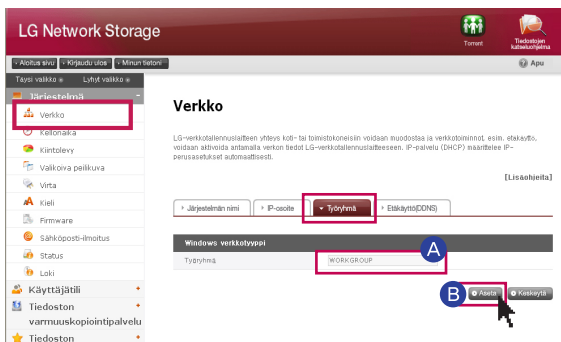 LG Network Storage
Torrent
Tiedostojen
katseluohjelma
Aloitus sivu
Kirjaudu ulos
Minun tietoni
Apu
Täysi valikko
Lyhyt valikko
Järjestelmä
Verkko
Kellonaika
Kiintolevy
Valikoiva peilikuva
Virta
Kieli
Firmware
Sähköposti-ilmoitus
Status
Loki
Käyttäjätili
Tiedoston
varmuuskopiointipalvelu
Tiedoston
Verkko
LG-verkkotallennuslaitteen yhteys koti- tai toimistokoneisiin voidaan muodostaa ja verkkotoiminnot, esim. etäkäyttö,
voidaan aktivoida antamalla verkon tiedot LG-verkkotallennuslaitteeseen. IP-palvelu (DHCP) määrittelee IP-
perusasetukset automaattisesti.
[Lisäohjeita]
Järjestelmän nimi
IP-osoite
Työryhmä
Etäkäyttö(DDNS)
Windows verkkotyyppi
Työryhmä
WORKGROUP
A
B
Aseta
Keskeytä